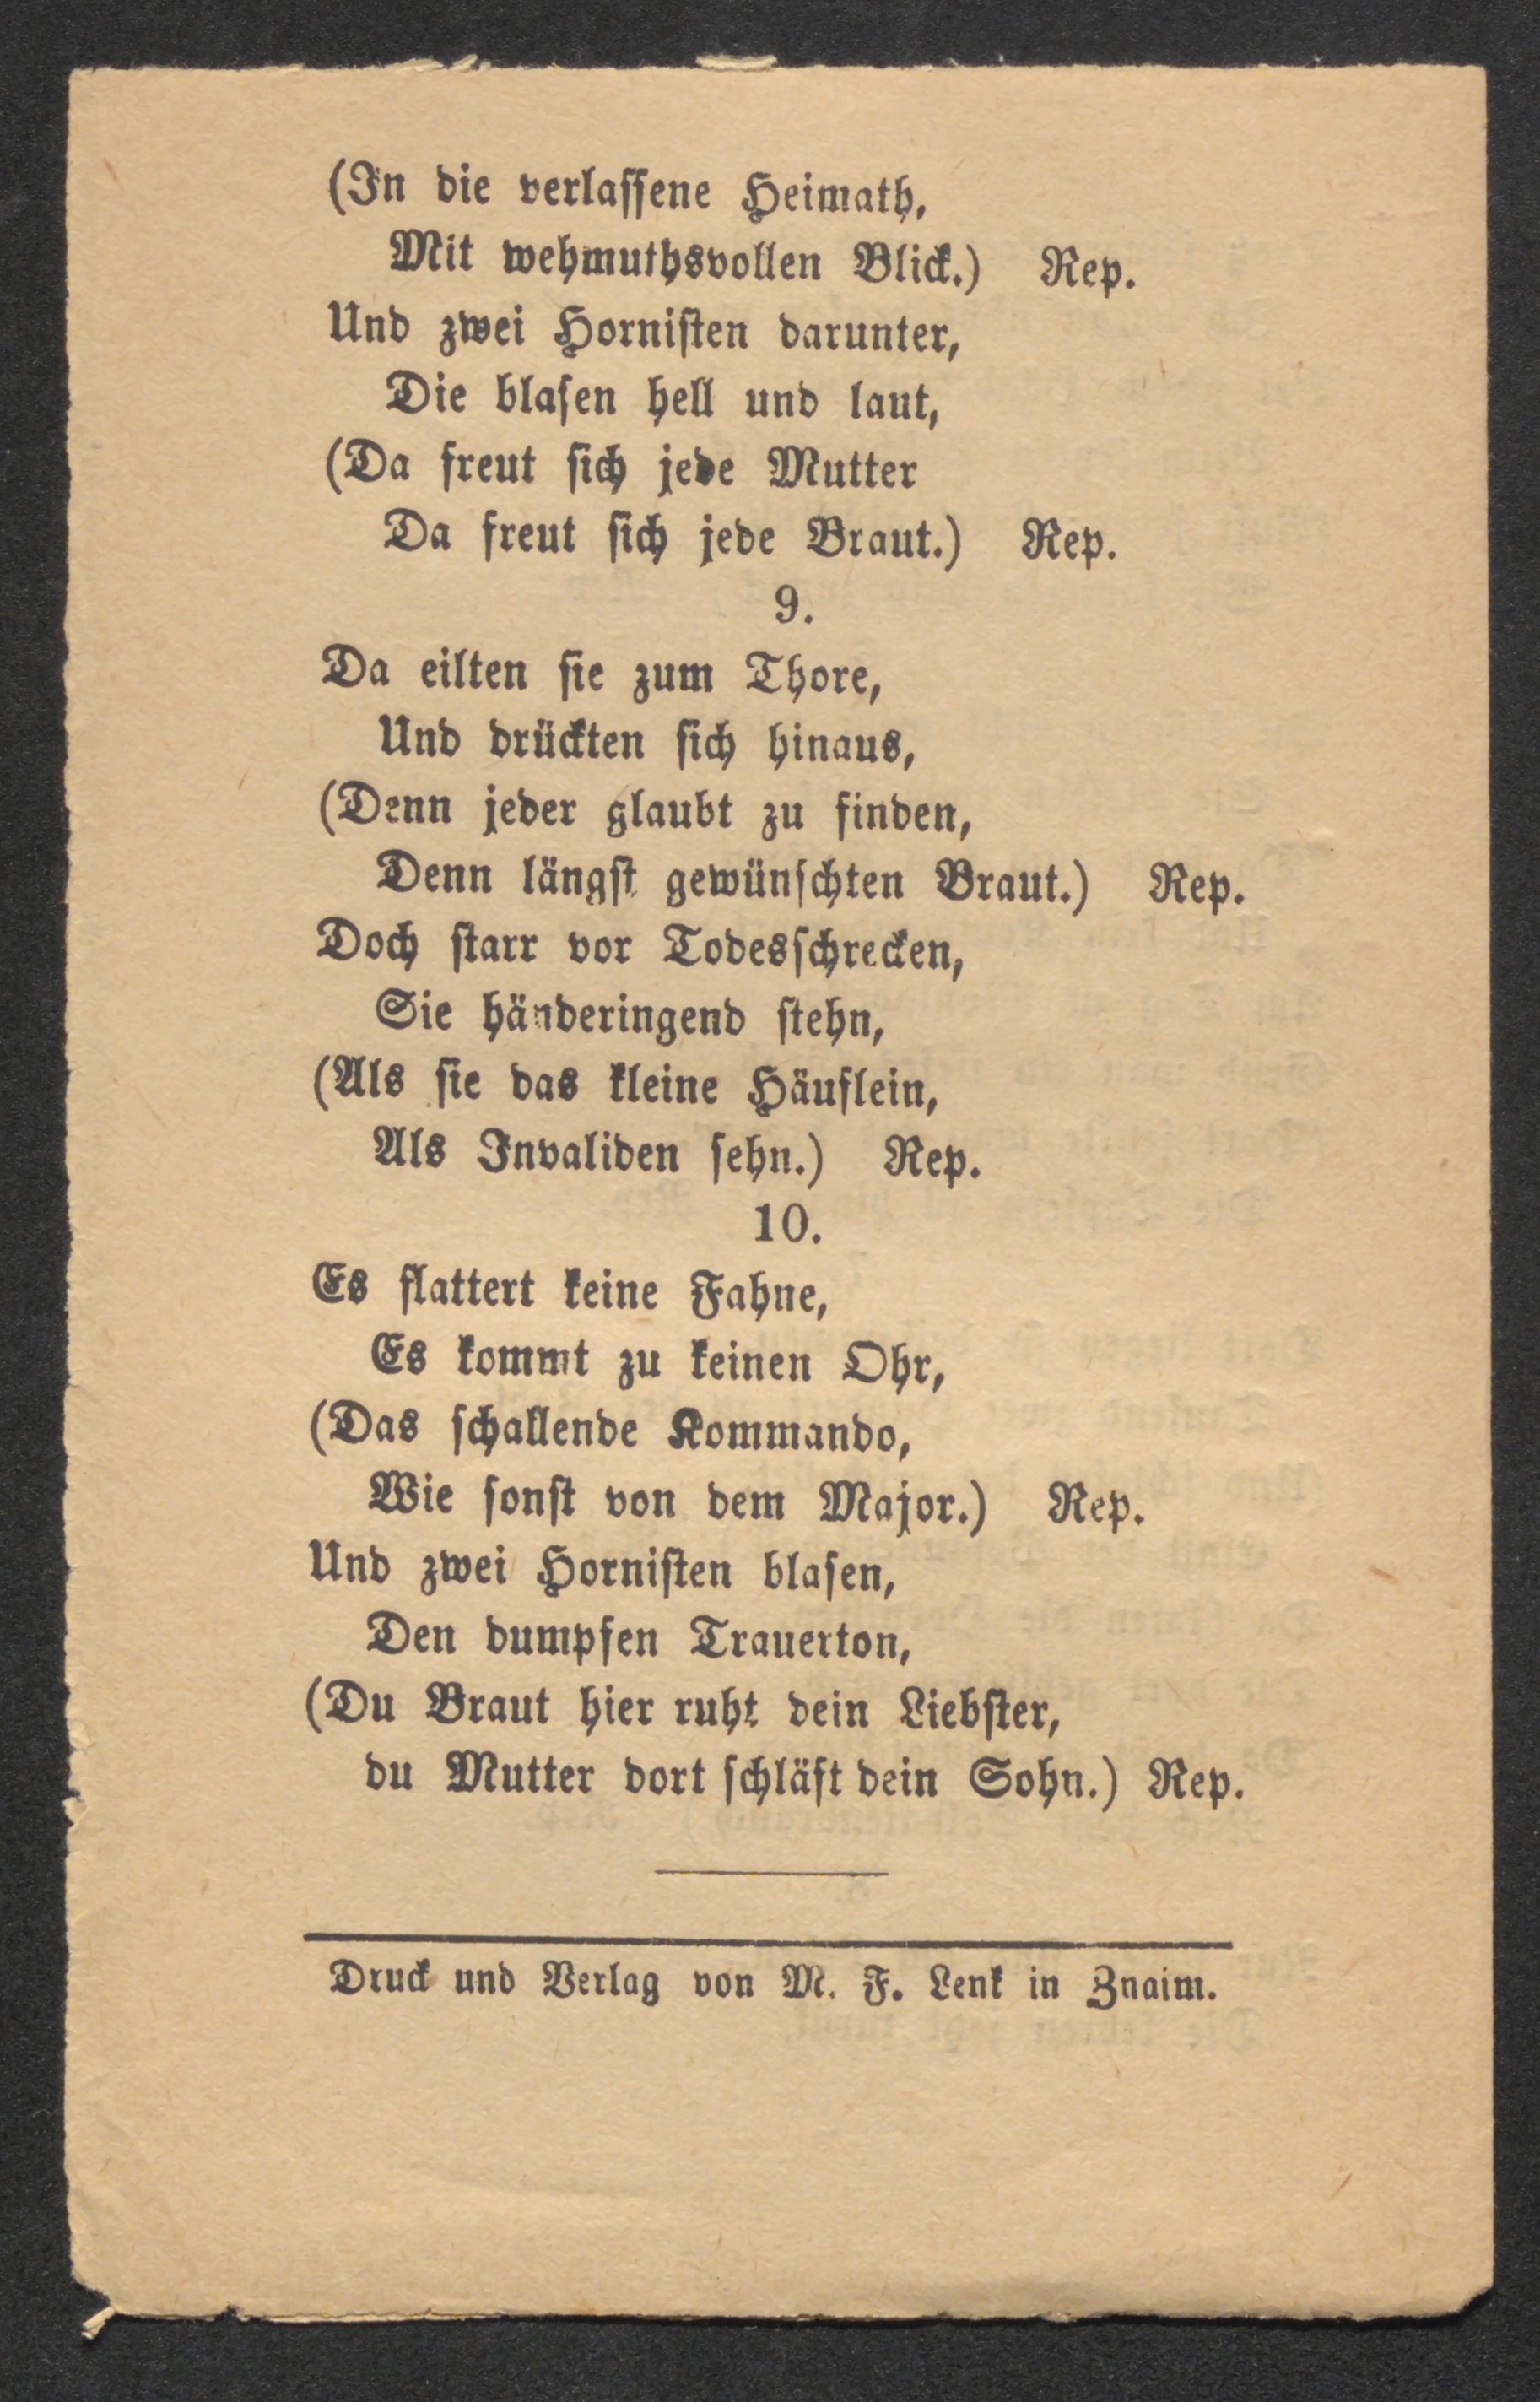 (In die verlassene Heimath,
Mit wehmuthsvollen Blick.) Rep.
Und zwei Hornisten darunter,
Die blasen hell und laut,
(Da freut sich jede Mutter
Da freut sich jede Braut.) Rep.
9.
Da eilten sie zum Thore,
Und drückten sich hinaus,
(Denn jeder glaubt zu finden,
Denn längst gewünschten Braut.) Rep.
Doch starr vor Todesschrecken,
Sie händeringend stehn,
(Als sie das kleine Häuflein,
Als Invaliden sehn.) Rep.
10.
Es flattert keine Fahne,
Es kommt zu keinen Ohr,
(Das schallende Kommando,
Wie sonst von dem Major.) Rep.
Und zwei Hornisten blasen,
Den dumpfen Trauerton,
(Du Braut hier ruht dein Liebster,
du Mutter dort schläft dein Sohn.) Rep.
Druck und Verlag von M. F. Lenk in Znaim.